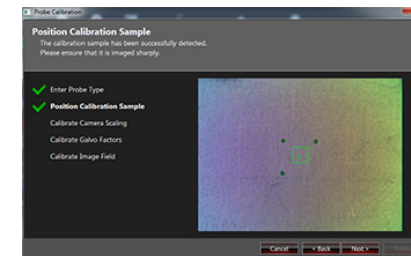 Probe Calibration
Position Calibration Sample
The calibration sample has been successfully detected.
Please ensure that it is imaged sharply.
Enter Probe Type
Position Calibration Sample
Calibrate Camera Scaling
Calibrate Galvo Factors
Calibrate Image Field
Cancel
< Back
Next >